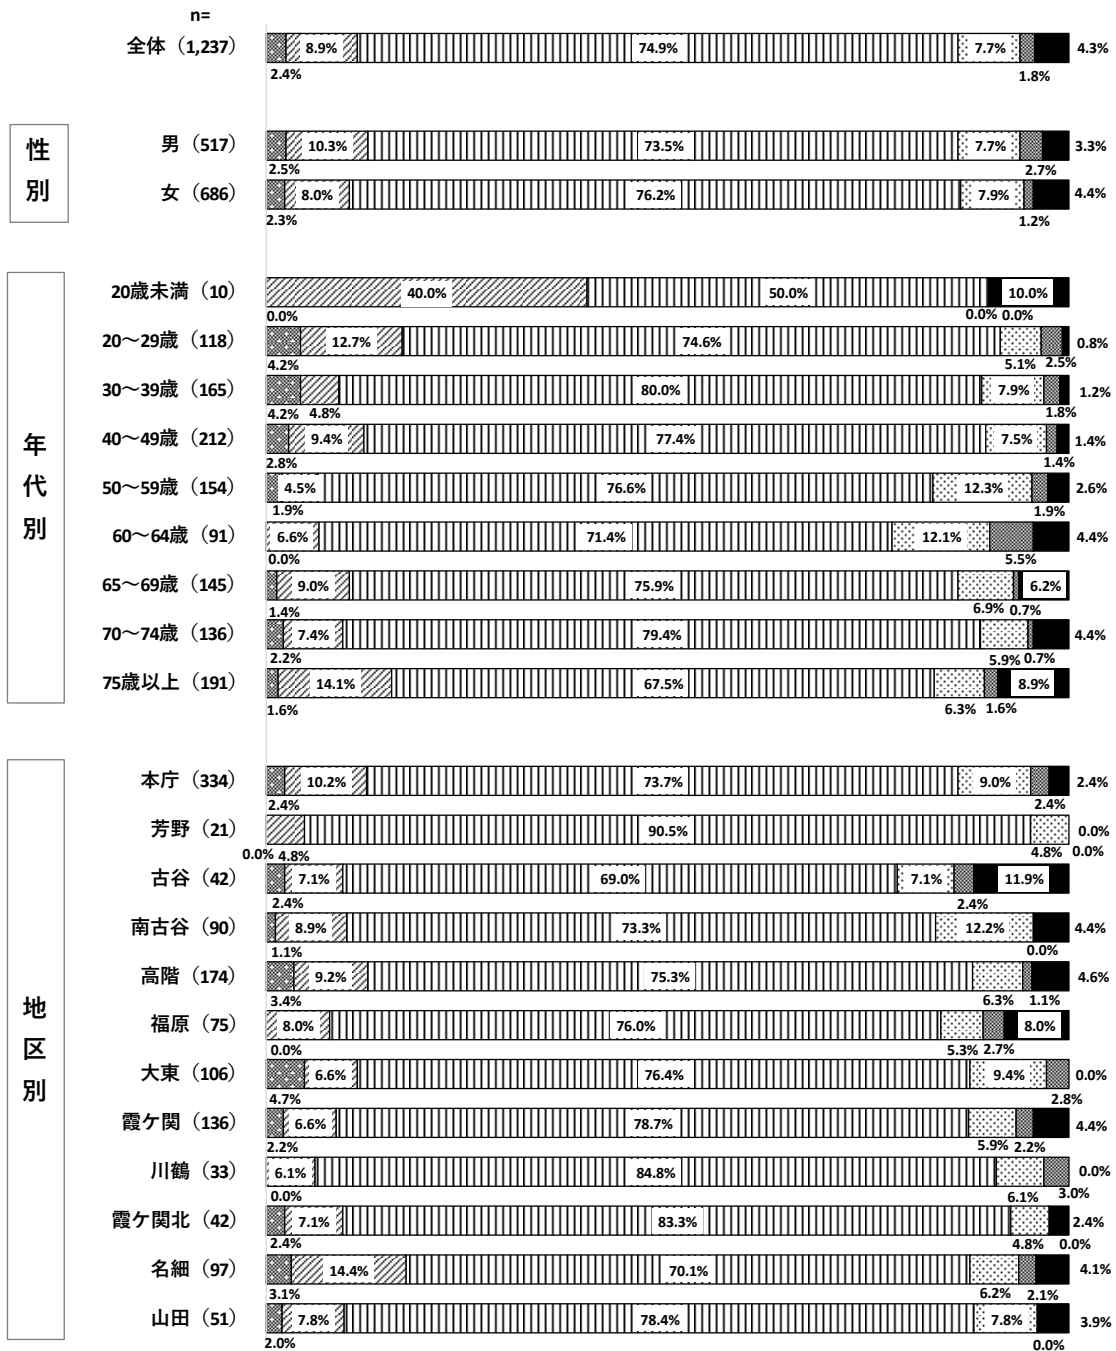 n=
全体（1,237） 8.9% 74.9% 7.7% 4.3%
2.4% 1.8%
性別
男（517） 10.3% 73.5% 7.7% 3.3%
2.5% 2.7%
女（686） 8.0% 76.2% 7.9% 4.4%
2.3% 1.2%
年代別
20歳未満（10） 40.0% 50.0% 10.0%
0.0% 0.0% 0.0%
20～29歳（118） 12.7% 74.6% 0.8%
4.2% 5.1% 2.5%
30～39歳（165） 80.0% 7.9% 1.2%
4.2% 4.8% 1.8%
40～49歳（212） 9.4% 77.4% 7.5% 1.4%
2.8% 1.4%
50～59歳（154） 4.5% 76.6% 12.3% 2.6%
1.9% 1.9%
60～64歳（91） 6.6% 71.4% 12.1% 4.4%
0.0% 5.5%
65～69歳（145） 9.0% 75.9% 6.2%
1.4% 6.9% 0.7%
70～74歳（136） 7.4% 79.4% 4.4%
2.2% 5.9% 0.7%
75歳以上（191） 14.1% 67.5% 8.9%
1.6% 6.3% 1.6%
地区別
本庁（334） 10.2% 73.7% 9.0% 2.4%
2.4% 2.4%
芳野（21） 90.5% 0.0%
0.0% 4.8% 4.8% 0.0%
古谷（42） 7.1% 69.0% 7.1% 11.9%
2.4% 2.4%
南古谷（90） 8.9% 73.3% 12.2% 4.4%
1.1% 0.0%
高階（174） 9.2% 75.3% 4.6%
3.4% 6.3% 1.1%
福原（75） 8.0% 76.0% 8.0%
0.0% 5.3% 2.7%
大東（106） 6.6% 76.4% 9.4% 0.0%
4.7% 2.8%
霞ケ関（136） 6.6% 78.7% 4.4%
2.2% 5.9% 2.2%
川鶴（33） 6.1% 84.8% 0.0%
0.0% 6.1% 3.0%
霞ケ関北（42） 7.1% 83.3% 2.4%
2.4% 4.8% 0.0%
名細（97） 14.4% 70.1% 4.1%
3.1% 6.2% 2.1%
山田（51） 7.8% 78.4% 7.8% 3.9%
2.0% 0.0%